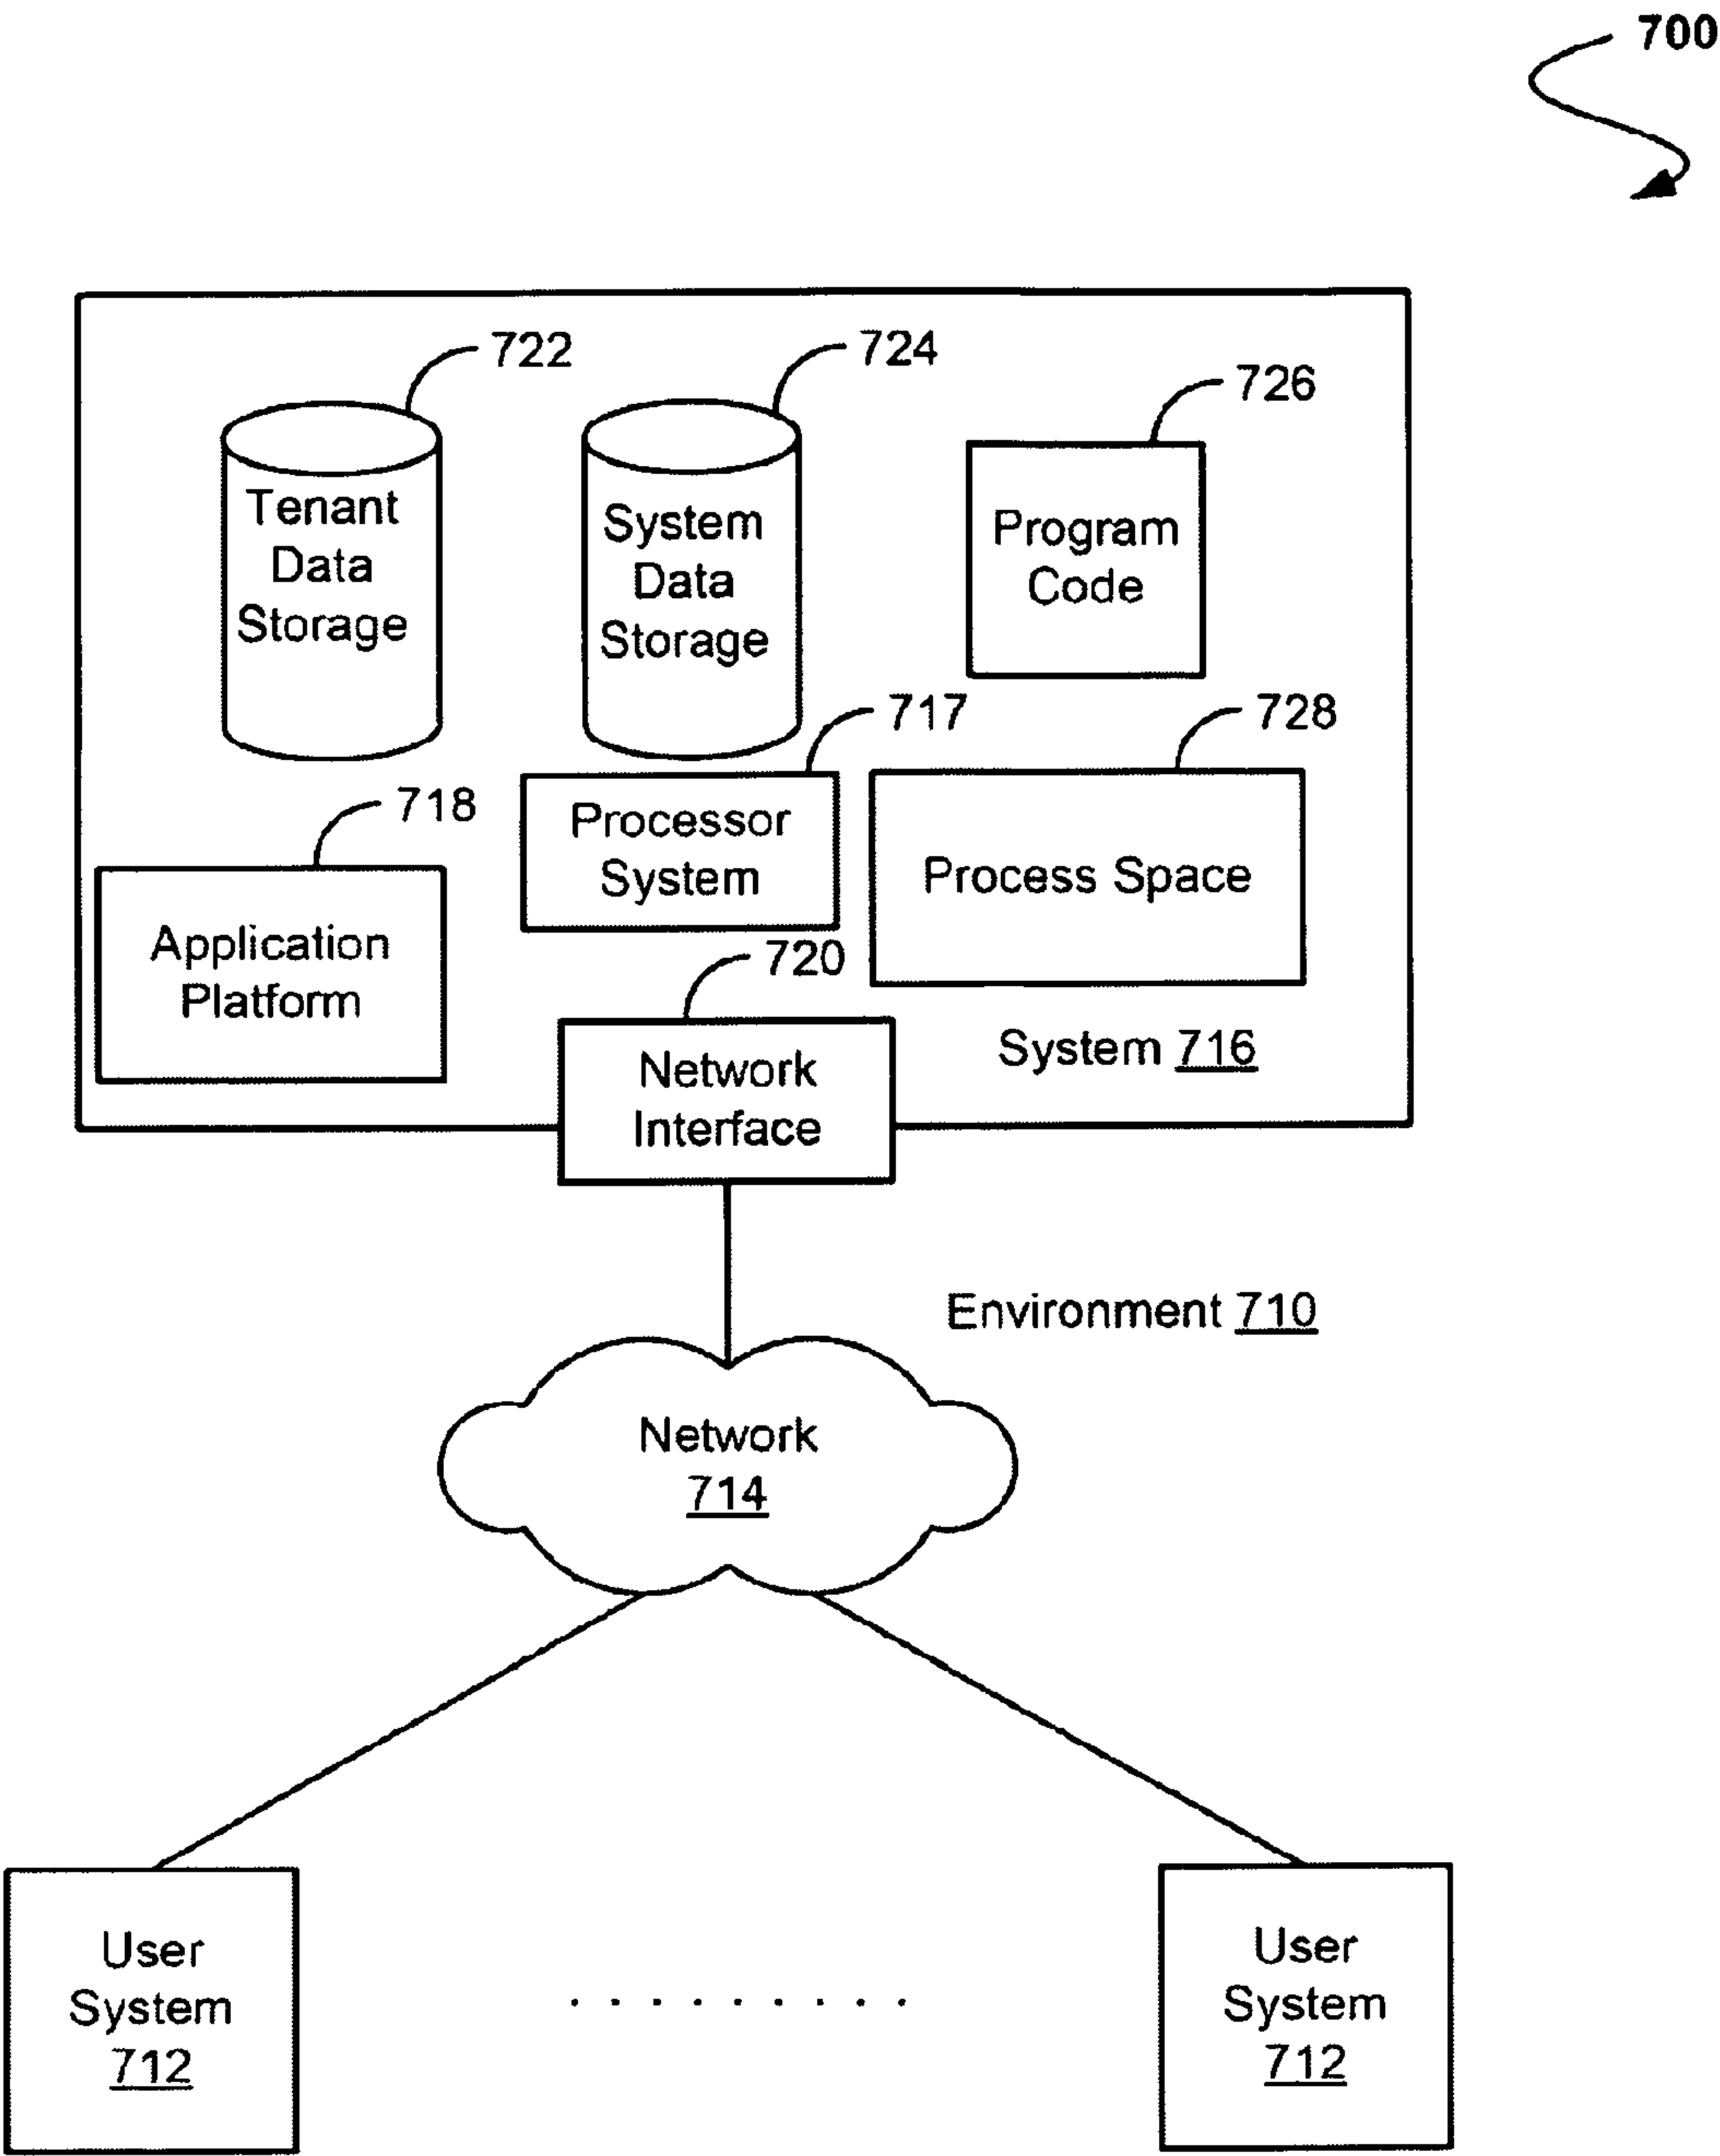 700
722
724
726
Tenant
Data
Storage
System
Data
Storage
Program
Code
717
728
718
Processor
System
Process Space
Application
Platform
720
Network
Interface
System 716
Environment 710
Network
714
User
System
712
. . . . . . . . .
User
System
712